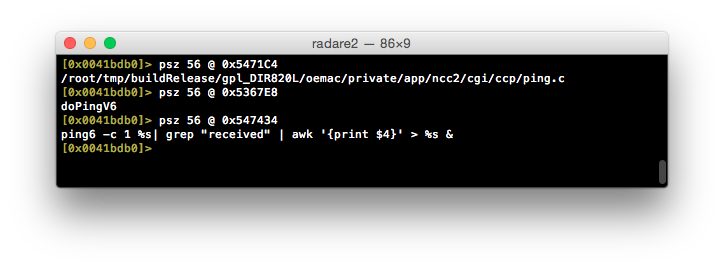 radare2 — 86×9
[0x0041bdb0]> psz 56 @ 0x5471C4
/root/tmp/buildRelease/gpl_DIR820L/oemac/private/app/ncc2/cgi/ccp/ping.c
[0x0041bdb0]> psz 56 @ 0x5367E8
doPingV6
[0x0041bdb0]> psz 56 @ 0x547434
ping6 -c 1 %s| grep "received" | awk '{print $4}' > %s &
[0x0041bdb0]>